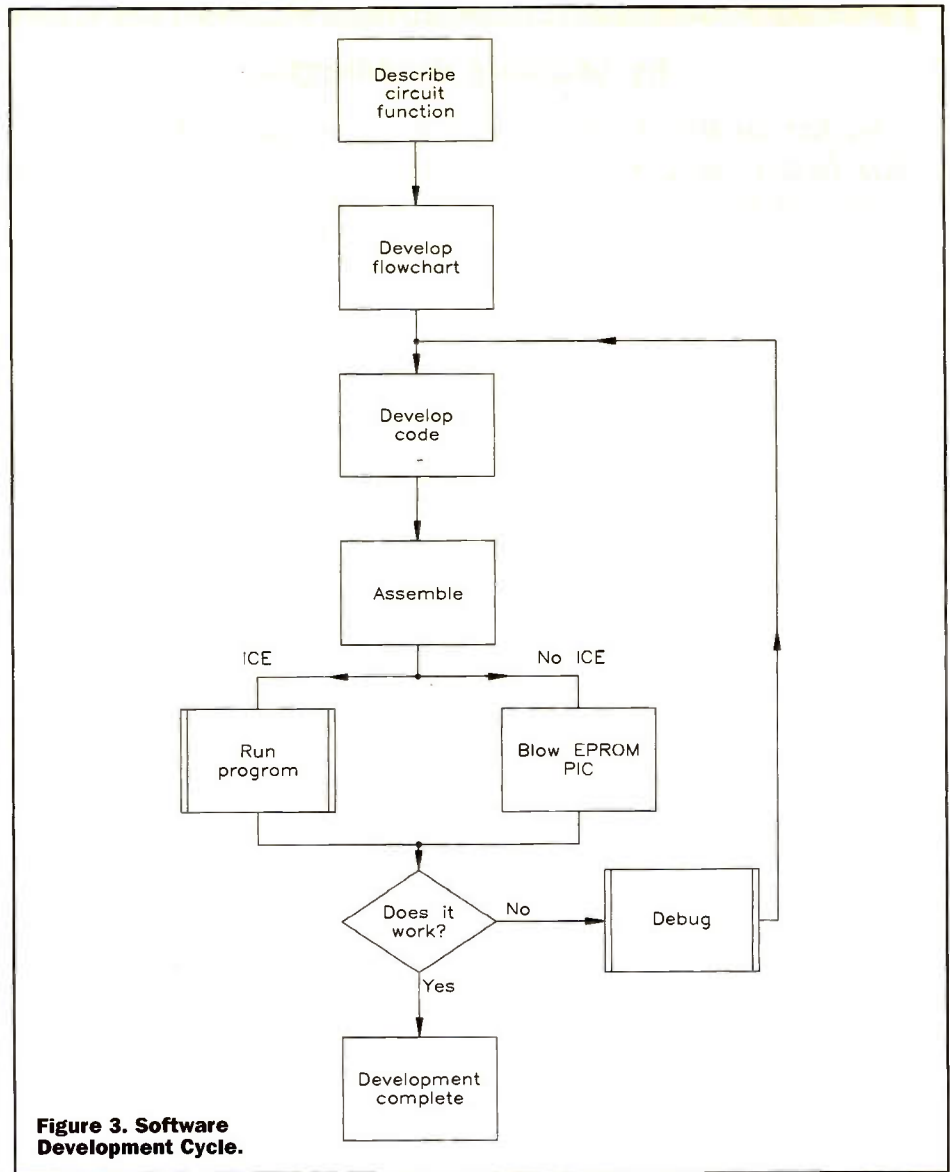 Describe
circuit
function
Develop
flowchart
Develop
code
Assemble
ICE
No ICE
Run
progrom
Blow EPROM
PIC
Does it
work?
No
Debug
Yes
Development
complete
Figure 3. Software
Development Cycle.